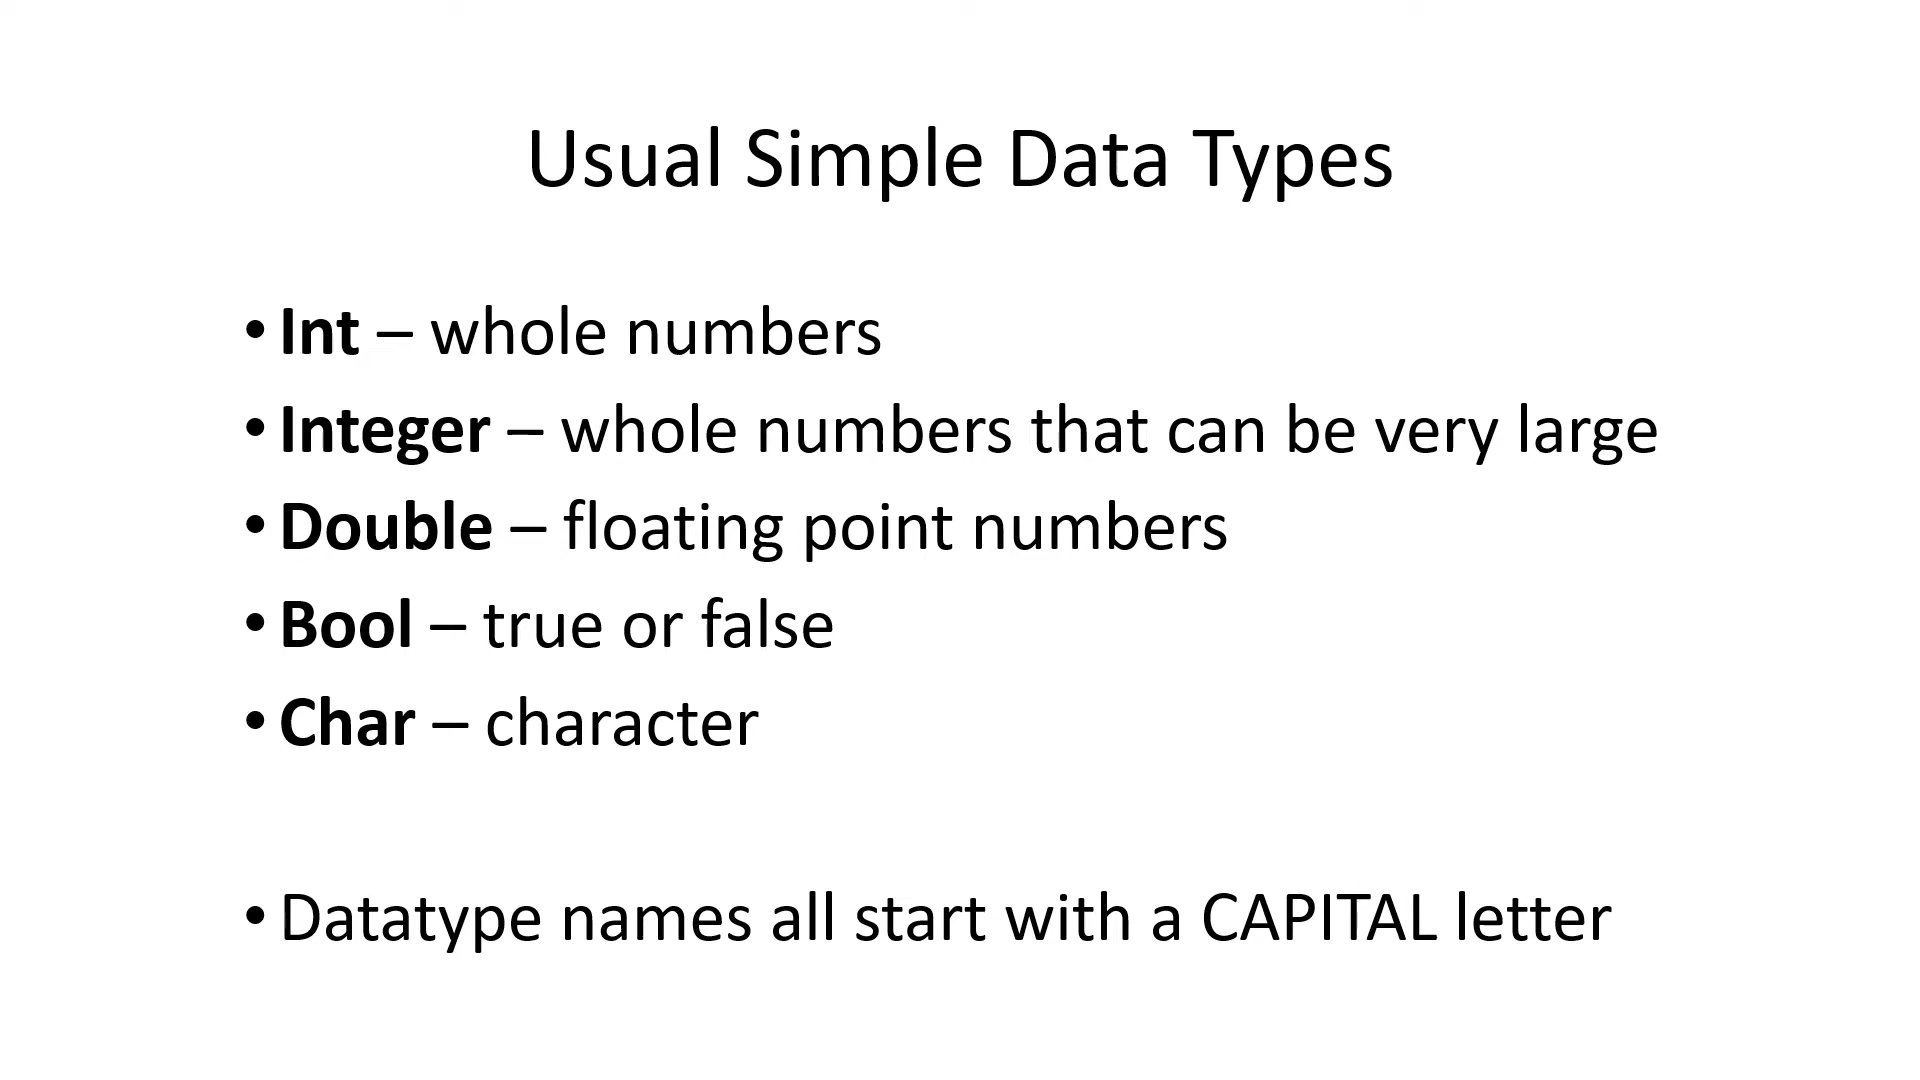 Usual Simple Data Types
• Int – whole numbers
• Integer – whole numbers that can be very large
• Double – floating point numbers
• Bool – true or false
• Char – character
• Datatype names all start with a CAPITAL letter